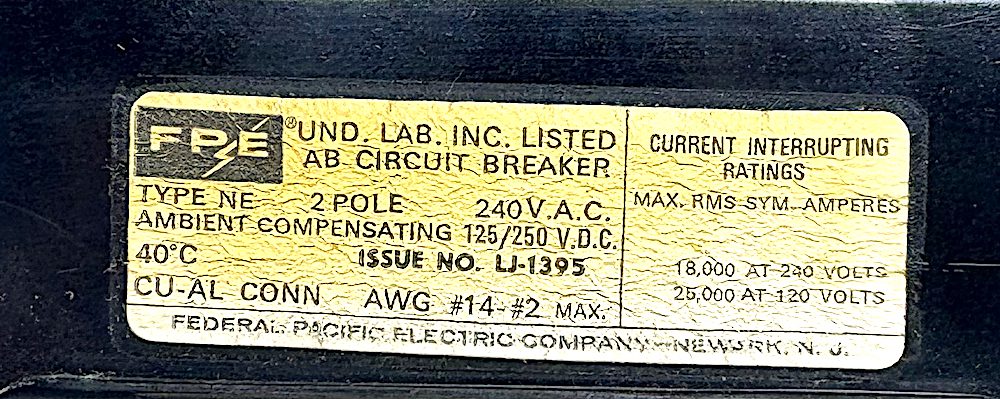 FPE
® UND. LAB. INC. LISTED
AB CIRCUIT BREAKER
TYPE NE 2 POLE 240 V.A.C.
AMBIENT COMPENSATING 125/250 V.D.C.
40°C ISSUE NO. LJ-1395
CU-AL CONN AWG #14-#2 MAX.
CURRENT INTERRUPTING
RATINGS
MAX. RMS SYM. AMPERES
18,000 AT 240 VOLTS
25,000 AT 120 VOLTS
FEDERAL PACIFIC ELECTRIC COMPANY NEWARK, N. J.